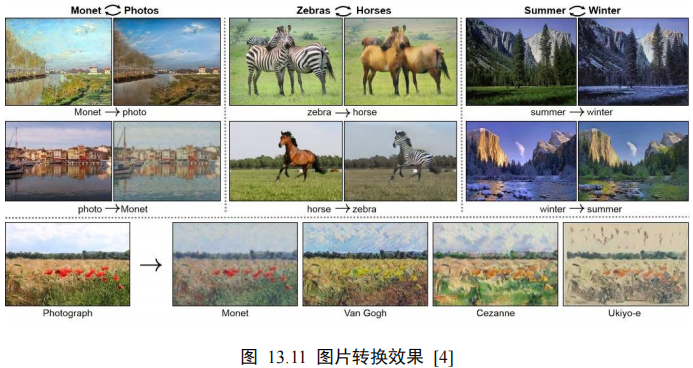 Monet ⟳ Photos
Zebras ⟳ Horses
Summer ⟳ Winter
Monet → photo
zebra → horse
summer → winter
photo → Monet
horse → zebra
winter → summer
Photograph
Monet
Van Gogh
Cezanne
Ukiyo-e
图 13.11 图片转换效果 [4]